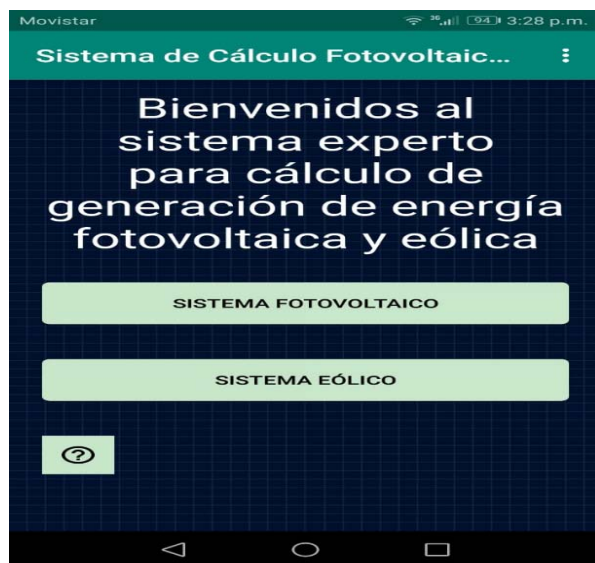 Movistar 3G 94 3:28 p.m.
Sistema de Cálculo Fotovoltaic...
Bienvenidos al
sistema experto
para cálculo de
generación de energía
fotovoltaica y eólica
SISTEMA FOTOVOLTAICO
SISTEMA EÓLICO
?